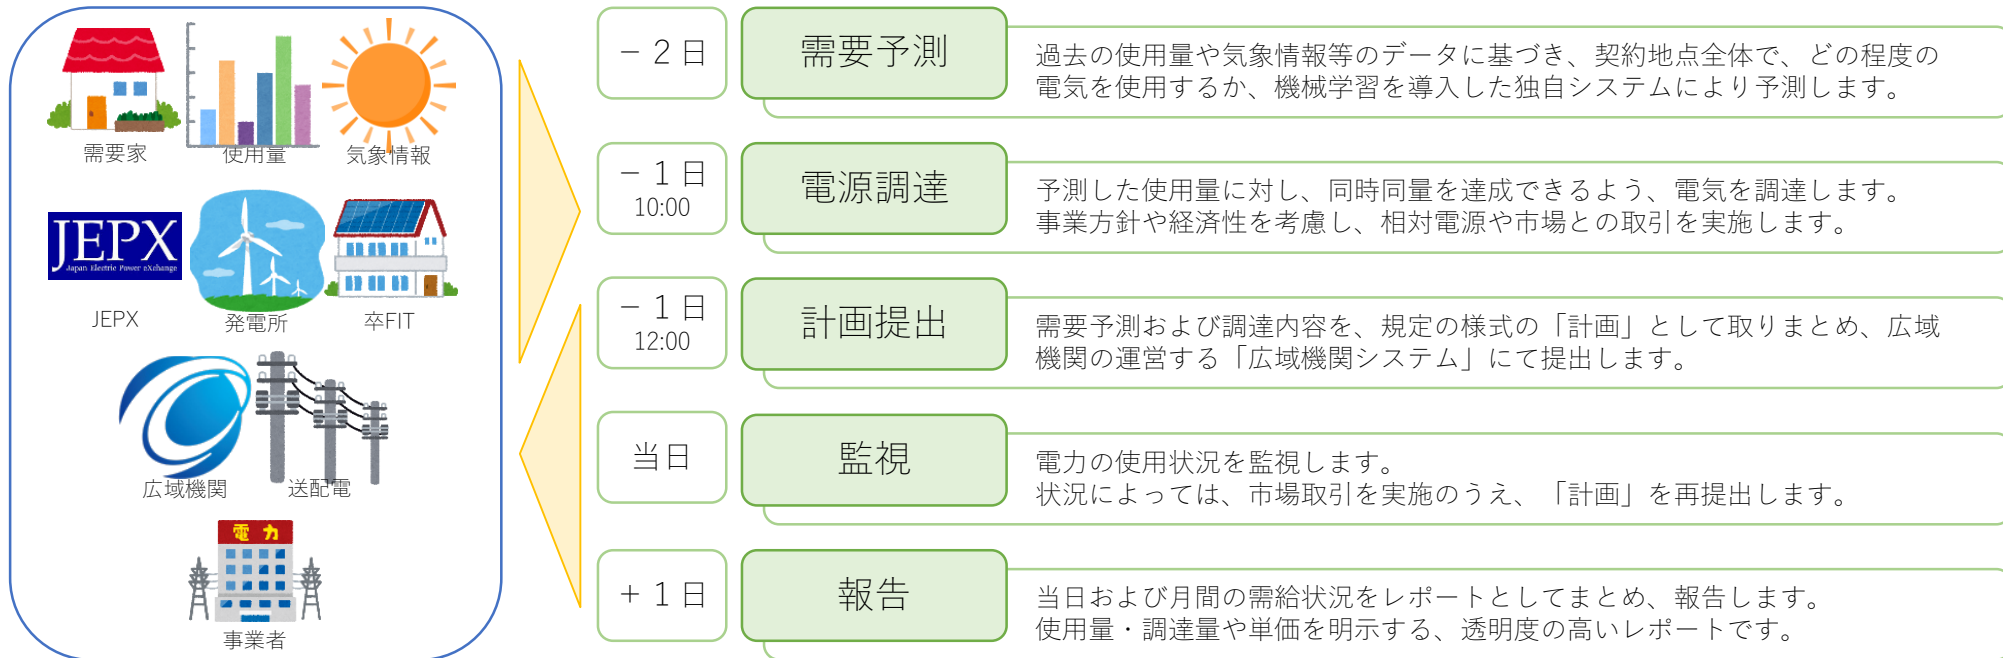 需要家
使用量
気象情報
JEPX
Japan Electric Power eXchange
JEPX
発電所
卒FIT
広域機関
送配電
電力
事業者
－２日
需要予測
過去の使用量や気象情報等のデータに基づき、契約地点全体で、どの程度の
電気を使用するか、機械学習を導入した独自システムにより予測します。
－１日
10:00
電源調達
予測した使用量に対し、同時同量を達成できるよう、電気を調達します。
事業方針や経済性を考慮し、相対電源や市場との取引を実施します。
－１日
12:00
計画提出
需要予測および調達内容を、規定の様式の「計画」として取りまとめ、広域
機関の運営する「広域機関システム」にて提出します。
当日
監視
電力の使用状況を監視します。
状況によっては、市場取引を実施のうえ、「計画」を再提出します。
＋１日
報告
当日および月間の需給状況をレポートとしてまとめ、報告します。
使用量・調達量や単価を明示する、透明度の高いレポートです。